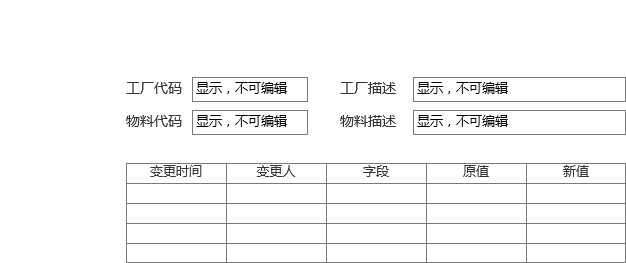 工厂代码 显示，不可编辑 工厂描述 显示，不可编辑
物料代码 显示，不可编辑 物料描述 显示，不可编辑
变更时间 变更人 字段 原值 新值